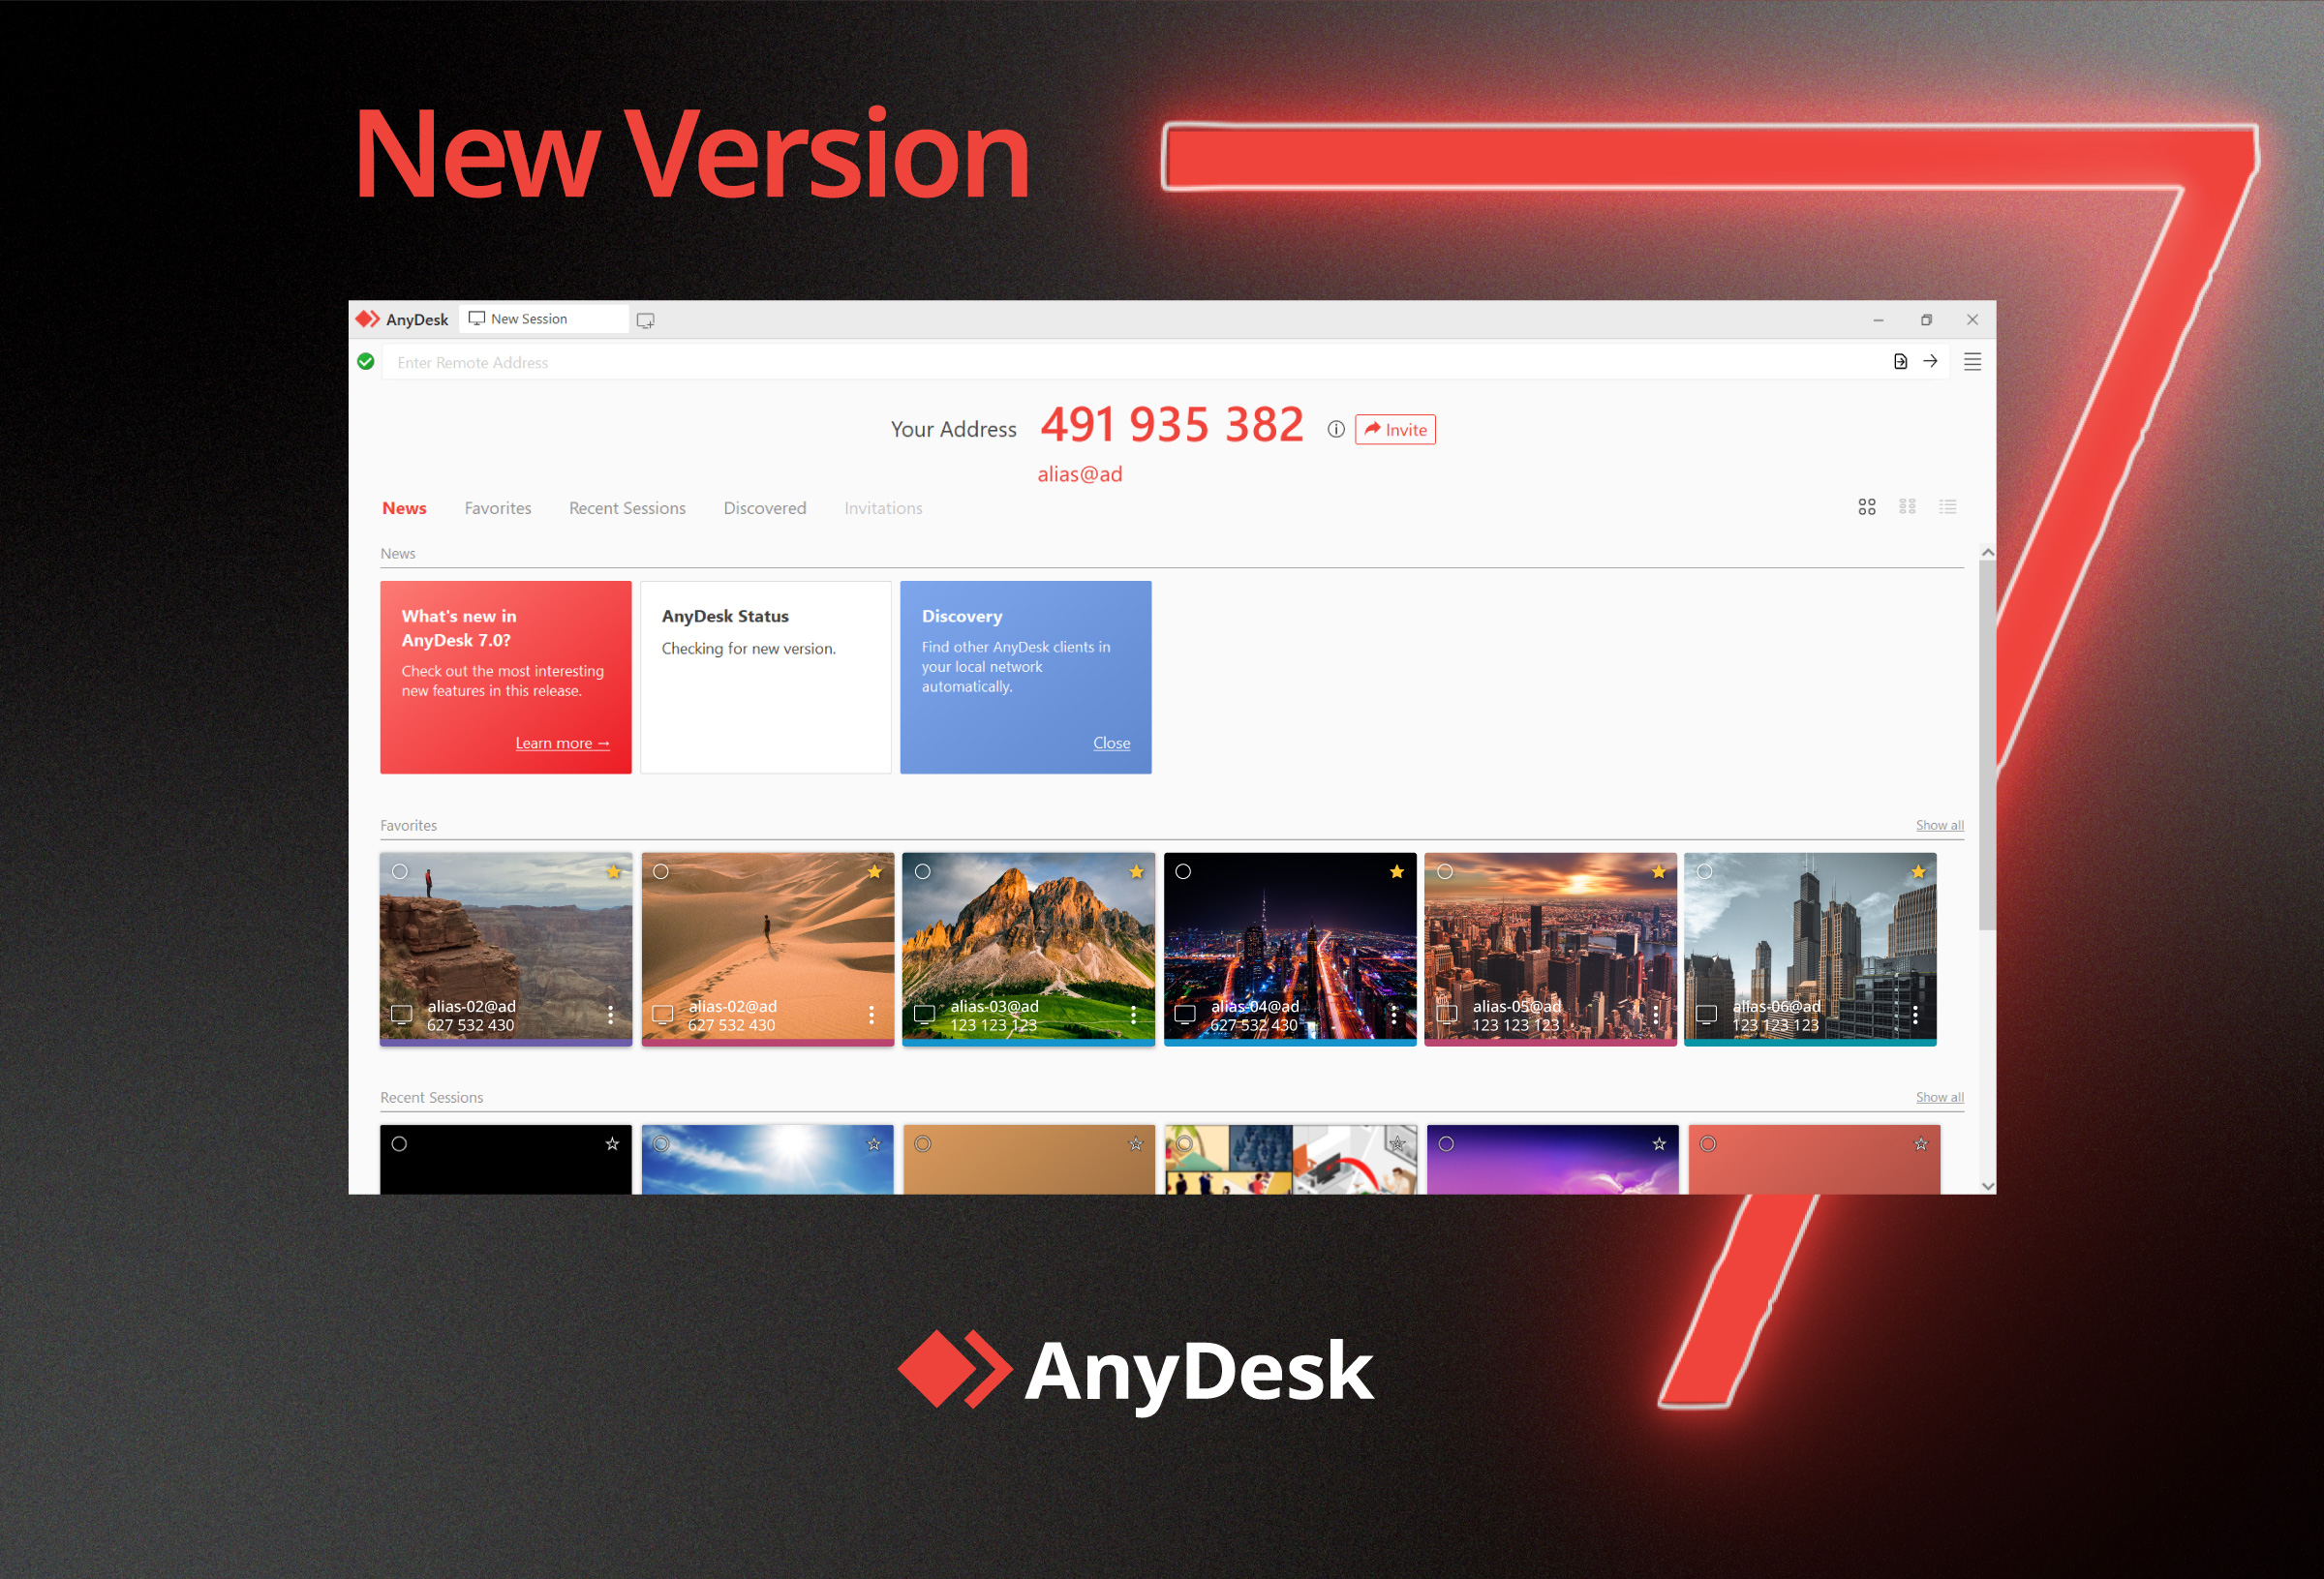 New Version
7
AnyDesk New Session
Enter Remote Address
Your Address 491 935 382 Invite
alias@ad
News Favorites Recent Sessions Discovered Invitations
News
What's new in
AnyDesk 7.0?
Check out the most interesting
new features in this release.
Learn more →
AnyDesk Status
Checking for new version.
Discovery
Find other AnyDesk clients in
your local network
automatically.
Close
Favorites Show all
alias-02@ad
627 532 430
alias-02@ad
627 532 430
alias-03@ad
123 123 123
alias-04@ad
627 532 430
alias-05@ad
123 123 123
alias-06@ad
123 123 123
Recent Sessions Show all
AnyDesk